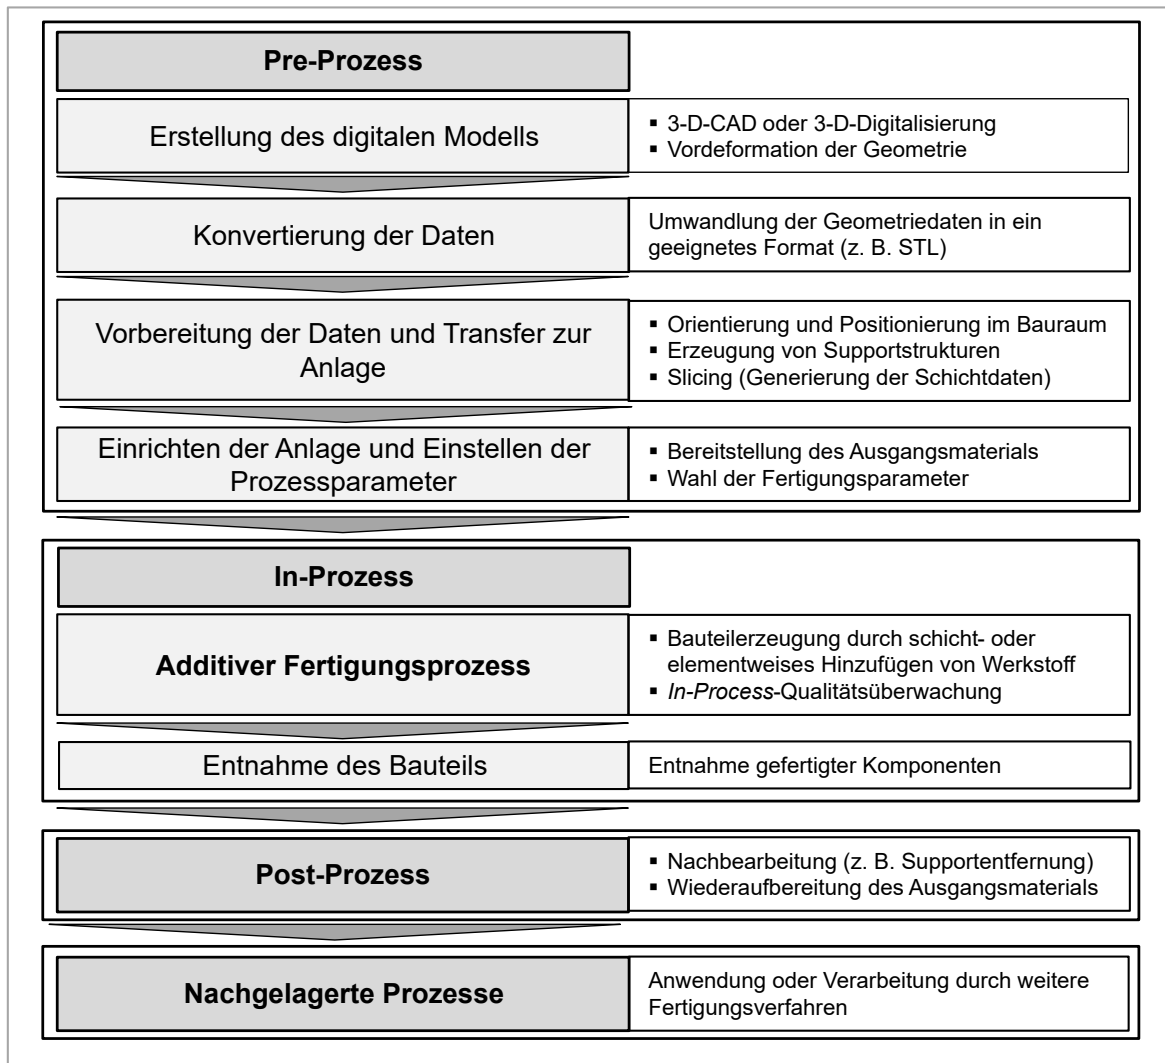 Pre-Prozess
Erstellung des digitalen Modells
▪ 3-D-CAD oder 3-D-Digitalisierung
▪ Vordeformation der Geometrie
Konvertierung der Daten
Umwandlung der Geometriedaten in ein
geeignetes Format (z. B. STL)
Vorbereitung der Daten und Transfer zur
Anlage
▪ Orientierung und Positionierung im Bauraum
▪ Erzeugung von Supportstrukturen
▪ Slicing (Generierung der Schichtdaten)
Einrichten der Anlage und Einstellen der
Prozessparameter
▪ Bereitstellung des Ausgangsmaterials
▪ Wahl der Fertigungsparameter
In-Prozess
Additiver Fertigungsprozess
▪ Bauteilerzeugung durch schicht- oder
elementweises Hinzufügen von Werkstoff
▪ In-Process-Qualitätsüberwachung
Entnahme des Bauteils
Entnahme gefertigter Komponenten
Post-Prozess
▪ Nachbearbeitung (z. B. Supportentfernung)
▪ Wiederaufbereitung des Ausgangsmaterials
Nachgelagerte Prozesse
Anwendung oder Verarbeitung durch weitere
Fertigungsverfahren